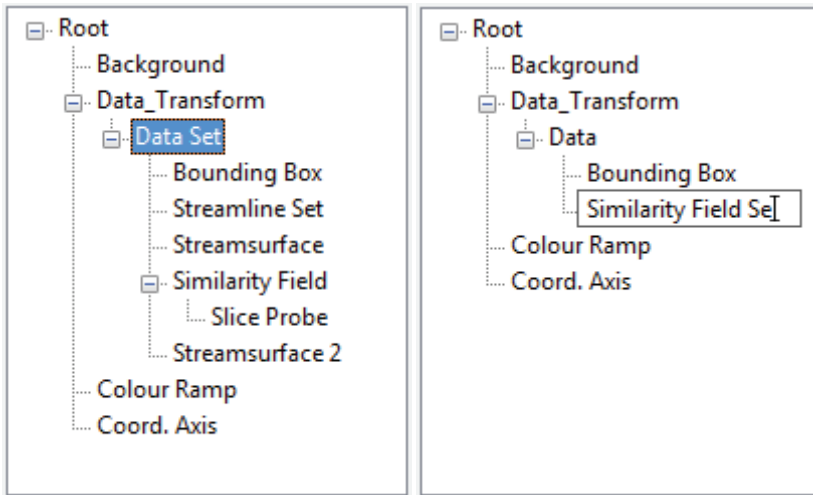 Root
Background
Data_Transform
Data Set
Bounding Box
Streamline Set
Streamsurface
Similarity Field
Slice Probe
Streamsurface 2
Colour Ramp
Coord. Axis
Root
Background
Data_Transform
Data
Bounding Box
Similarity Field Se
Colour Ramp
Coord. Axis